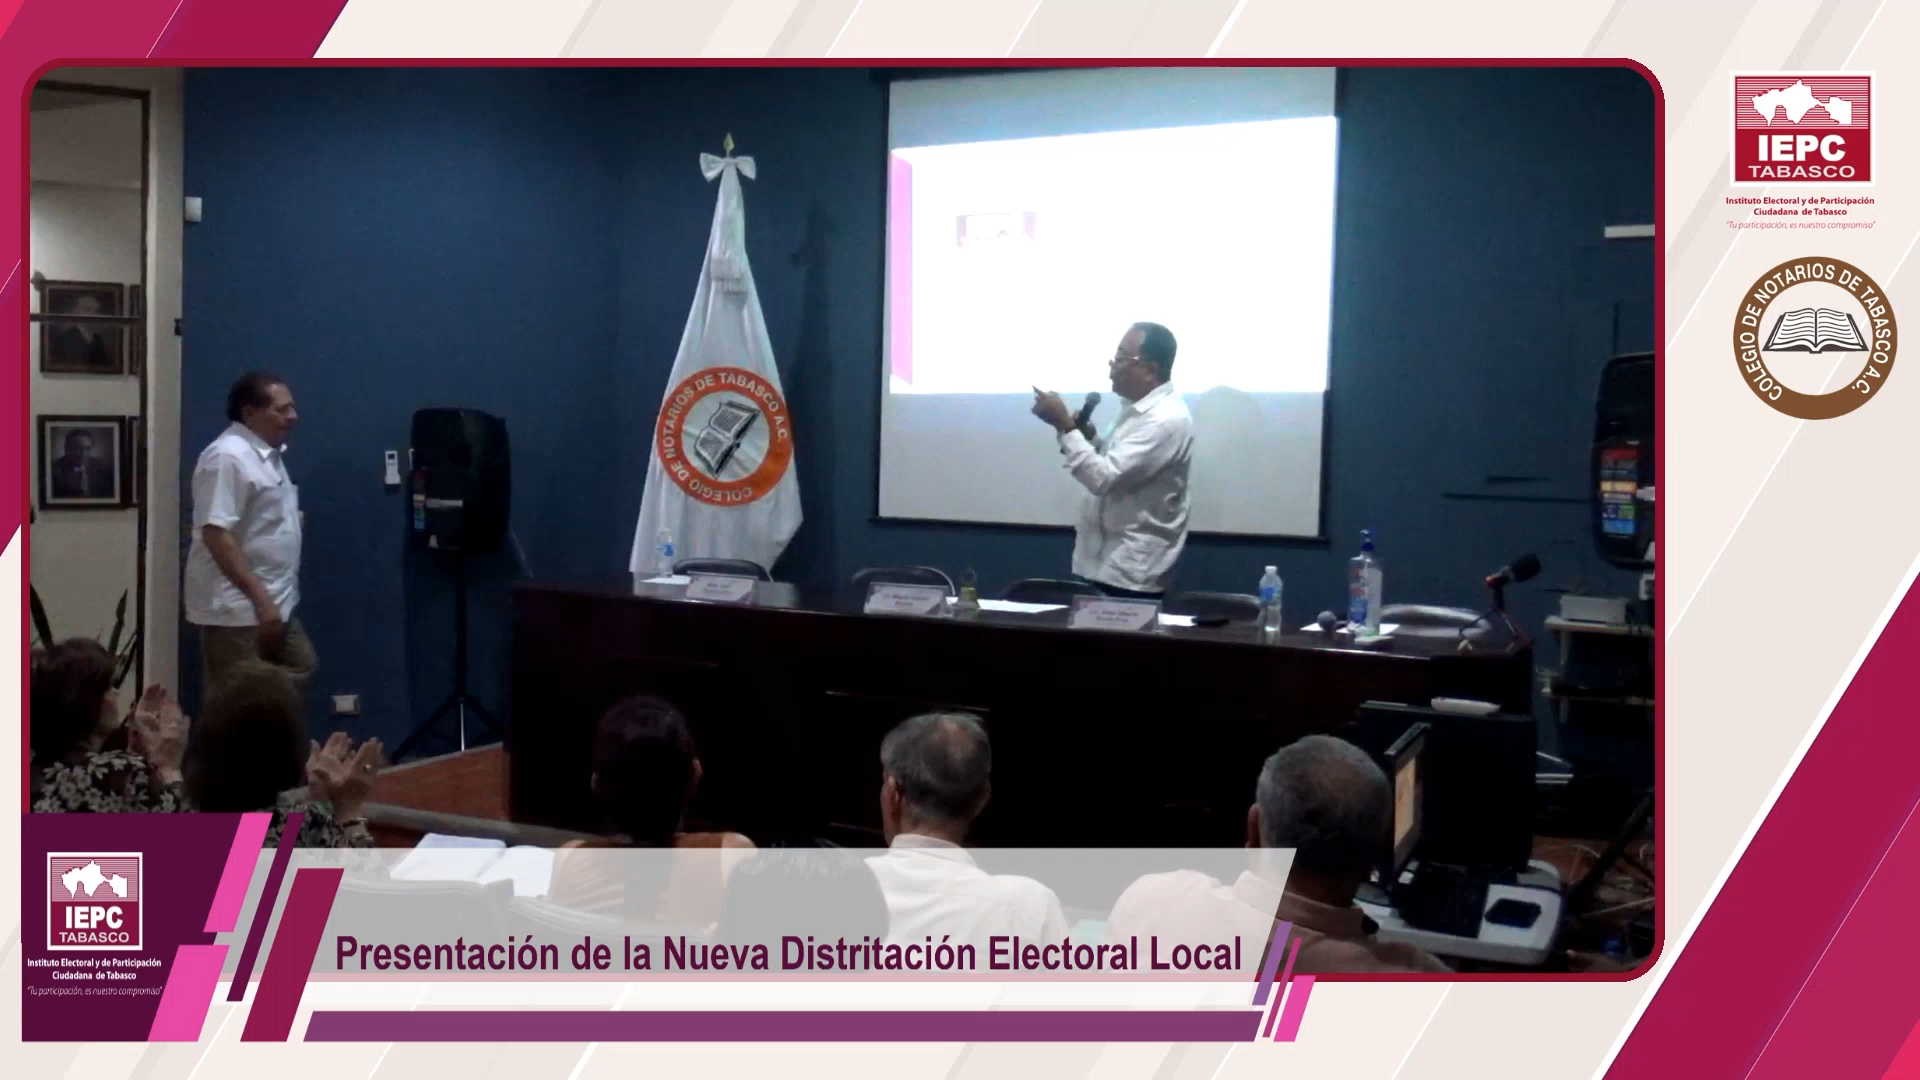 IEPC
TABASCO
Instituto Electoral y de Participación
Ciudadana de Tabasco
"Tu participación, es nuestro compromiso"
COLEGIO DE NOTARIOS DE TABASCO A.C.
COLEGIO DE NOTARIOS DE TABASCO A.C.
IEPC
TABASCO
Instituto Electoral y de Participación
Ciudadana de Tabasco
"Tu participación, es nuestro compromiso"
Presentación de la Nueva Distritación Electoral Local